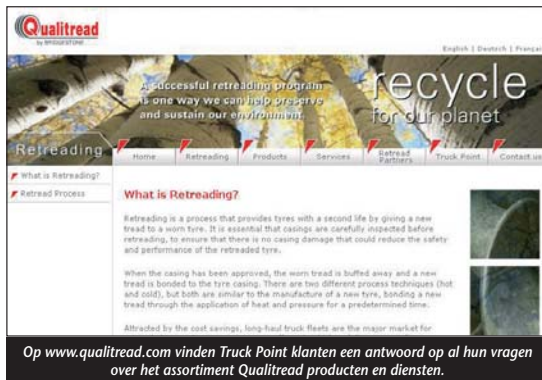 Qualitread
by BRIDGESTONE
English | Deutsch | Français
A successful retreading program
is one way we can help preserve
and sustain our environment.
recycle
for our planet
Retreading
Home Retreading Products Services Retread Partners Truck Point Contact us
What is Retreading?
Retread Process
What is Retreading?
Retreading is a process that provides tyres with a second life by giving a new
tread to a worn tyre. It is essential that casings are carefully inspected before
retreading, to ensure that there is no casing damage that could reduce the safety
and performance of the retreaded tyre.
When the casing has been approved, the worn tread is buffed away and a new
tread is bonded to the tyre casing. There are two different process techniques (hot
and cold), but both are similar to the manufacture of a new tyre, bonding a new
tread through the application of heat and pressure for a predetermined time.
Attracted by the cost savings, long-haul truck fleets are the major market for
Op www.qualitread.com vinden Truck Point klanten een antwoord op al hun vragen
over het assortiment Qualitread producten en diensten.